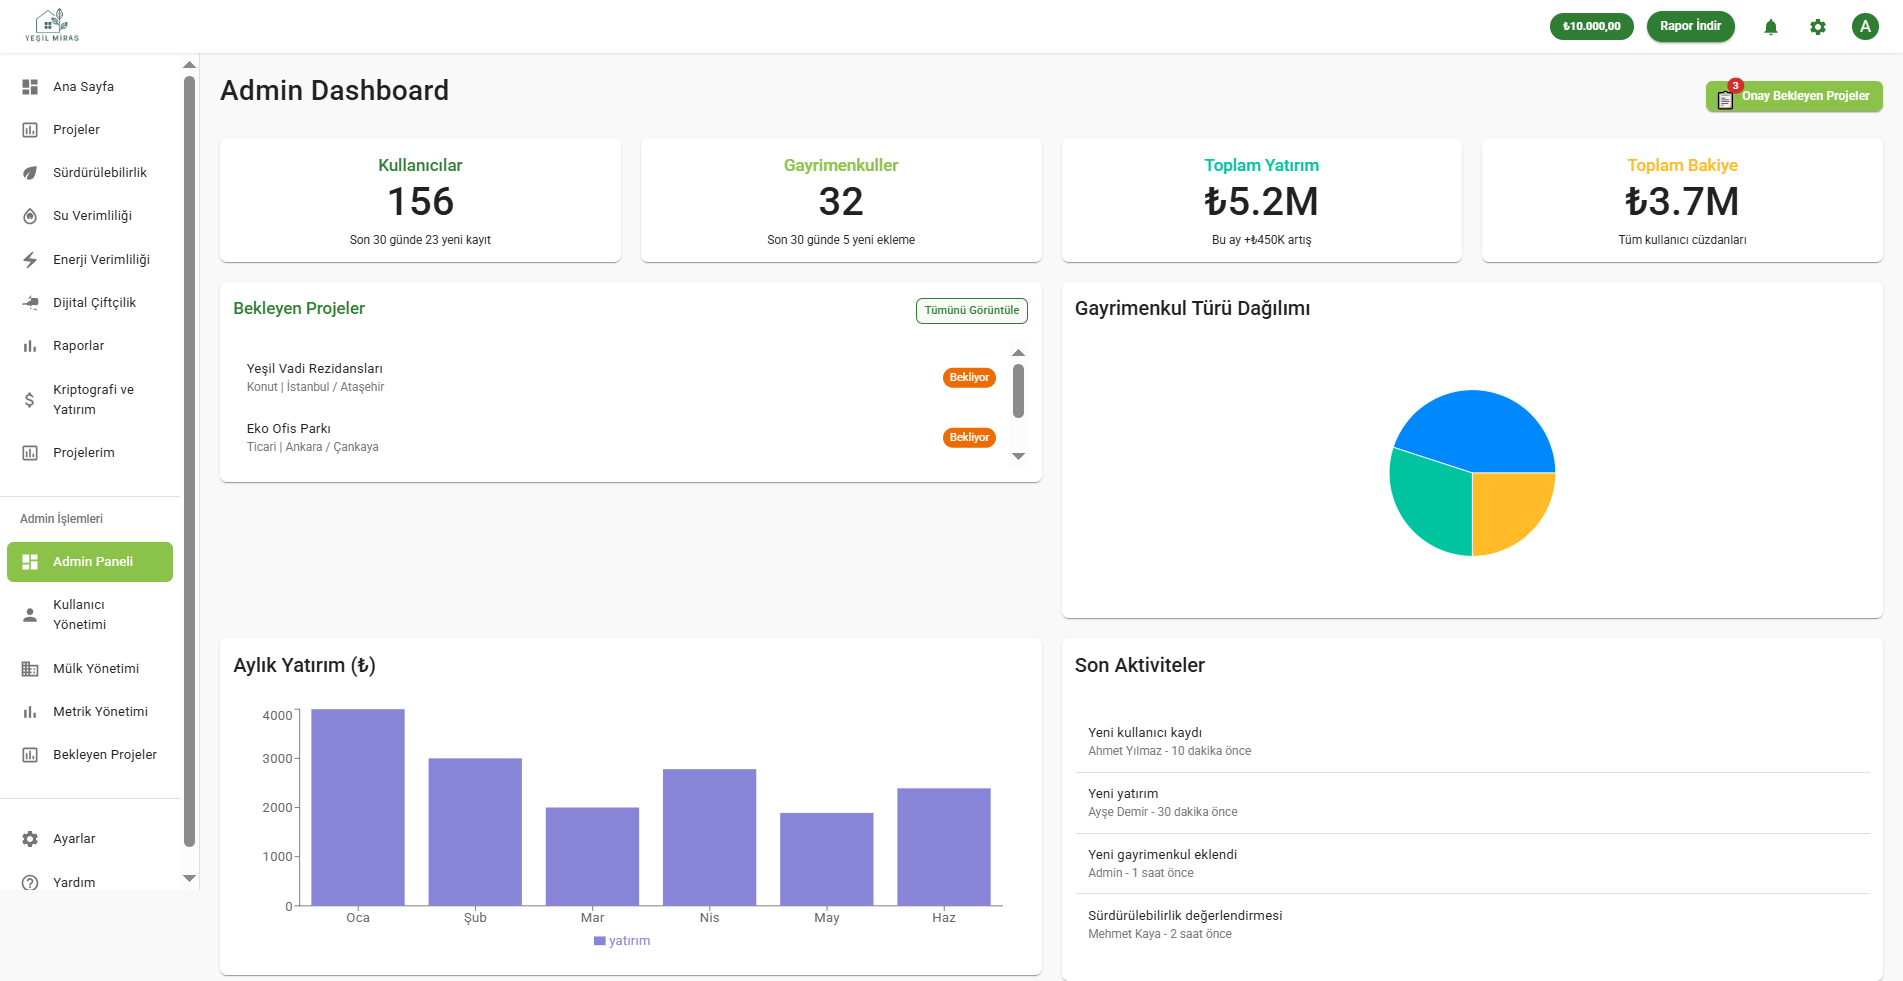 YEŞİL MİRAS
₺10.000,00
Rapor İndir
A
Ana Sayfa
Projeler
Sürdürülebilirlik
Su Verimliliği
Enerji Verimliliği
Dijital Çiftçilik
Raporlar
Kriptografi ve
Yatırım
Projelerim
Admin İşlemleri
Admin Paneli
Kullanıcı
Yönetimi
Mülk Yönetimi
Metrik Yönetimi
Bekleyen Projeler
Ayarlar
Yardım
Admin Dashboard
3
Onay Bekleyen Projeler
Kullanıcılar
156
Son 30 günde 23 yeni kayıt
Gayrimenkuller
32
Son 30 günde 5 yeni ekleme
Toplam Yatırım
₺5.2M
Bu ay +₺450K artış
Toplam Bakiye
₺3.7M
Tüm kullanıcı cüzdanları
Bekleyen Projeler
Tümünü Görüntüle
Yeşil Vadi Rezidansları
Konut | İstanbul / Ataşehir
Bekliyor
Eko Ofis Parkı
Ticari | Ankara / Çankaya
Bekliyor
Gayrimenkul Türü Dağılımı
Aylık Yatırım (₺)
4000
3000
2000
1000
0
Oca Şub Mar Nis May Haz
yatırım
Son Aktiviteler
Yeni kullanıcı kaydı
Ahmet Yılmaz - 10 dakika önce
Yeni yatırım
Ayşe Demir - 30 dakika önce
Yeni gayrimenkul eklendi
Admin - 1 saat önce
Sürdürülebilirlik değerlendirmesi
Mehmet Kaya - 2 saat önce